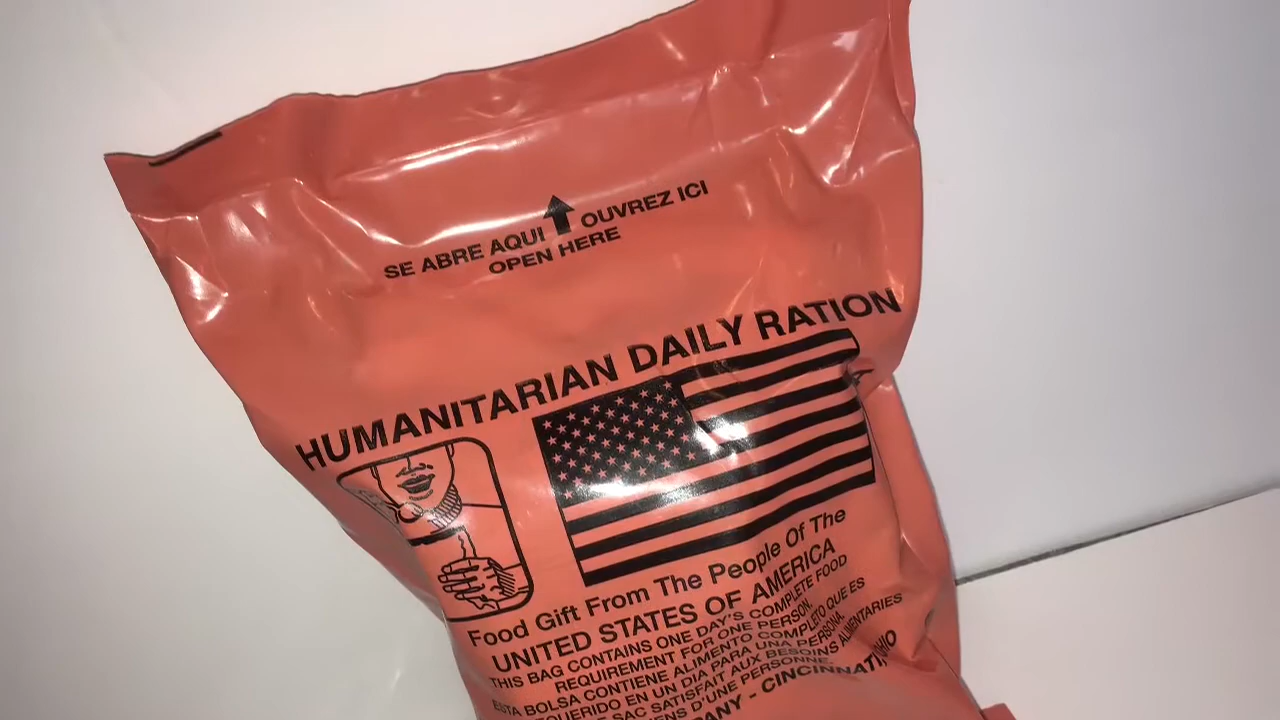 SE ABRE AQUI OUVREZ ICI
OPEN HERE
HUMANITARIAN DAILY RATION
Food Gift From The People Of The
UNITED STATES OF AMERICA
THIS BAG CONTAINS ONE DAY'S COMPLETE FOOD
REQUIREMENT FOR ONE PERSON.
ESTA BOLSA CONTIENE ALIMENTO COMPLETO QUE ES
REQUERIDO EN UN DIA PARA UNA PERSONA.
SAC SATISFAIT AUX BESOINS ALIMENTARIES
D'UNE PERSONNE.
- CINCINNATI, OHIO